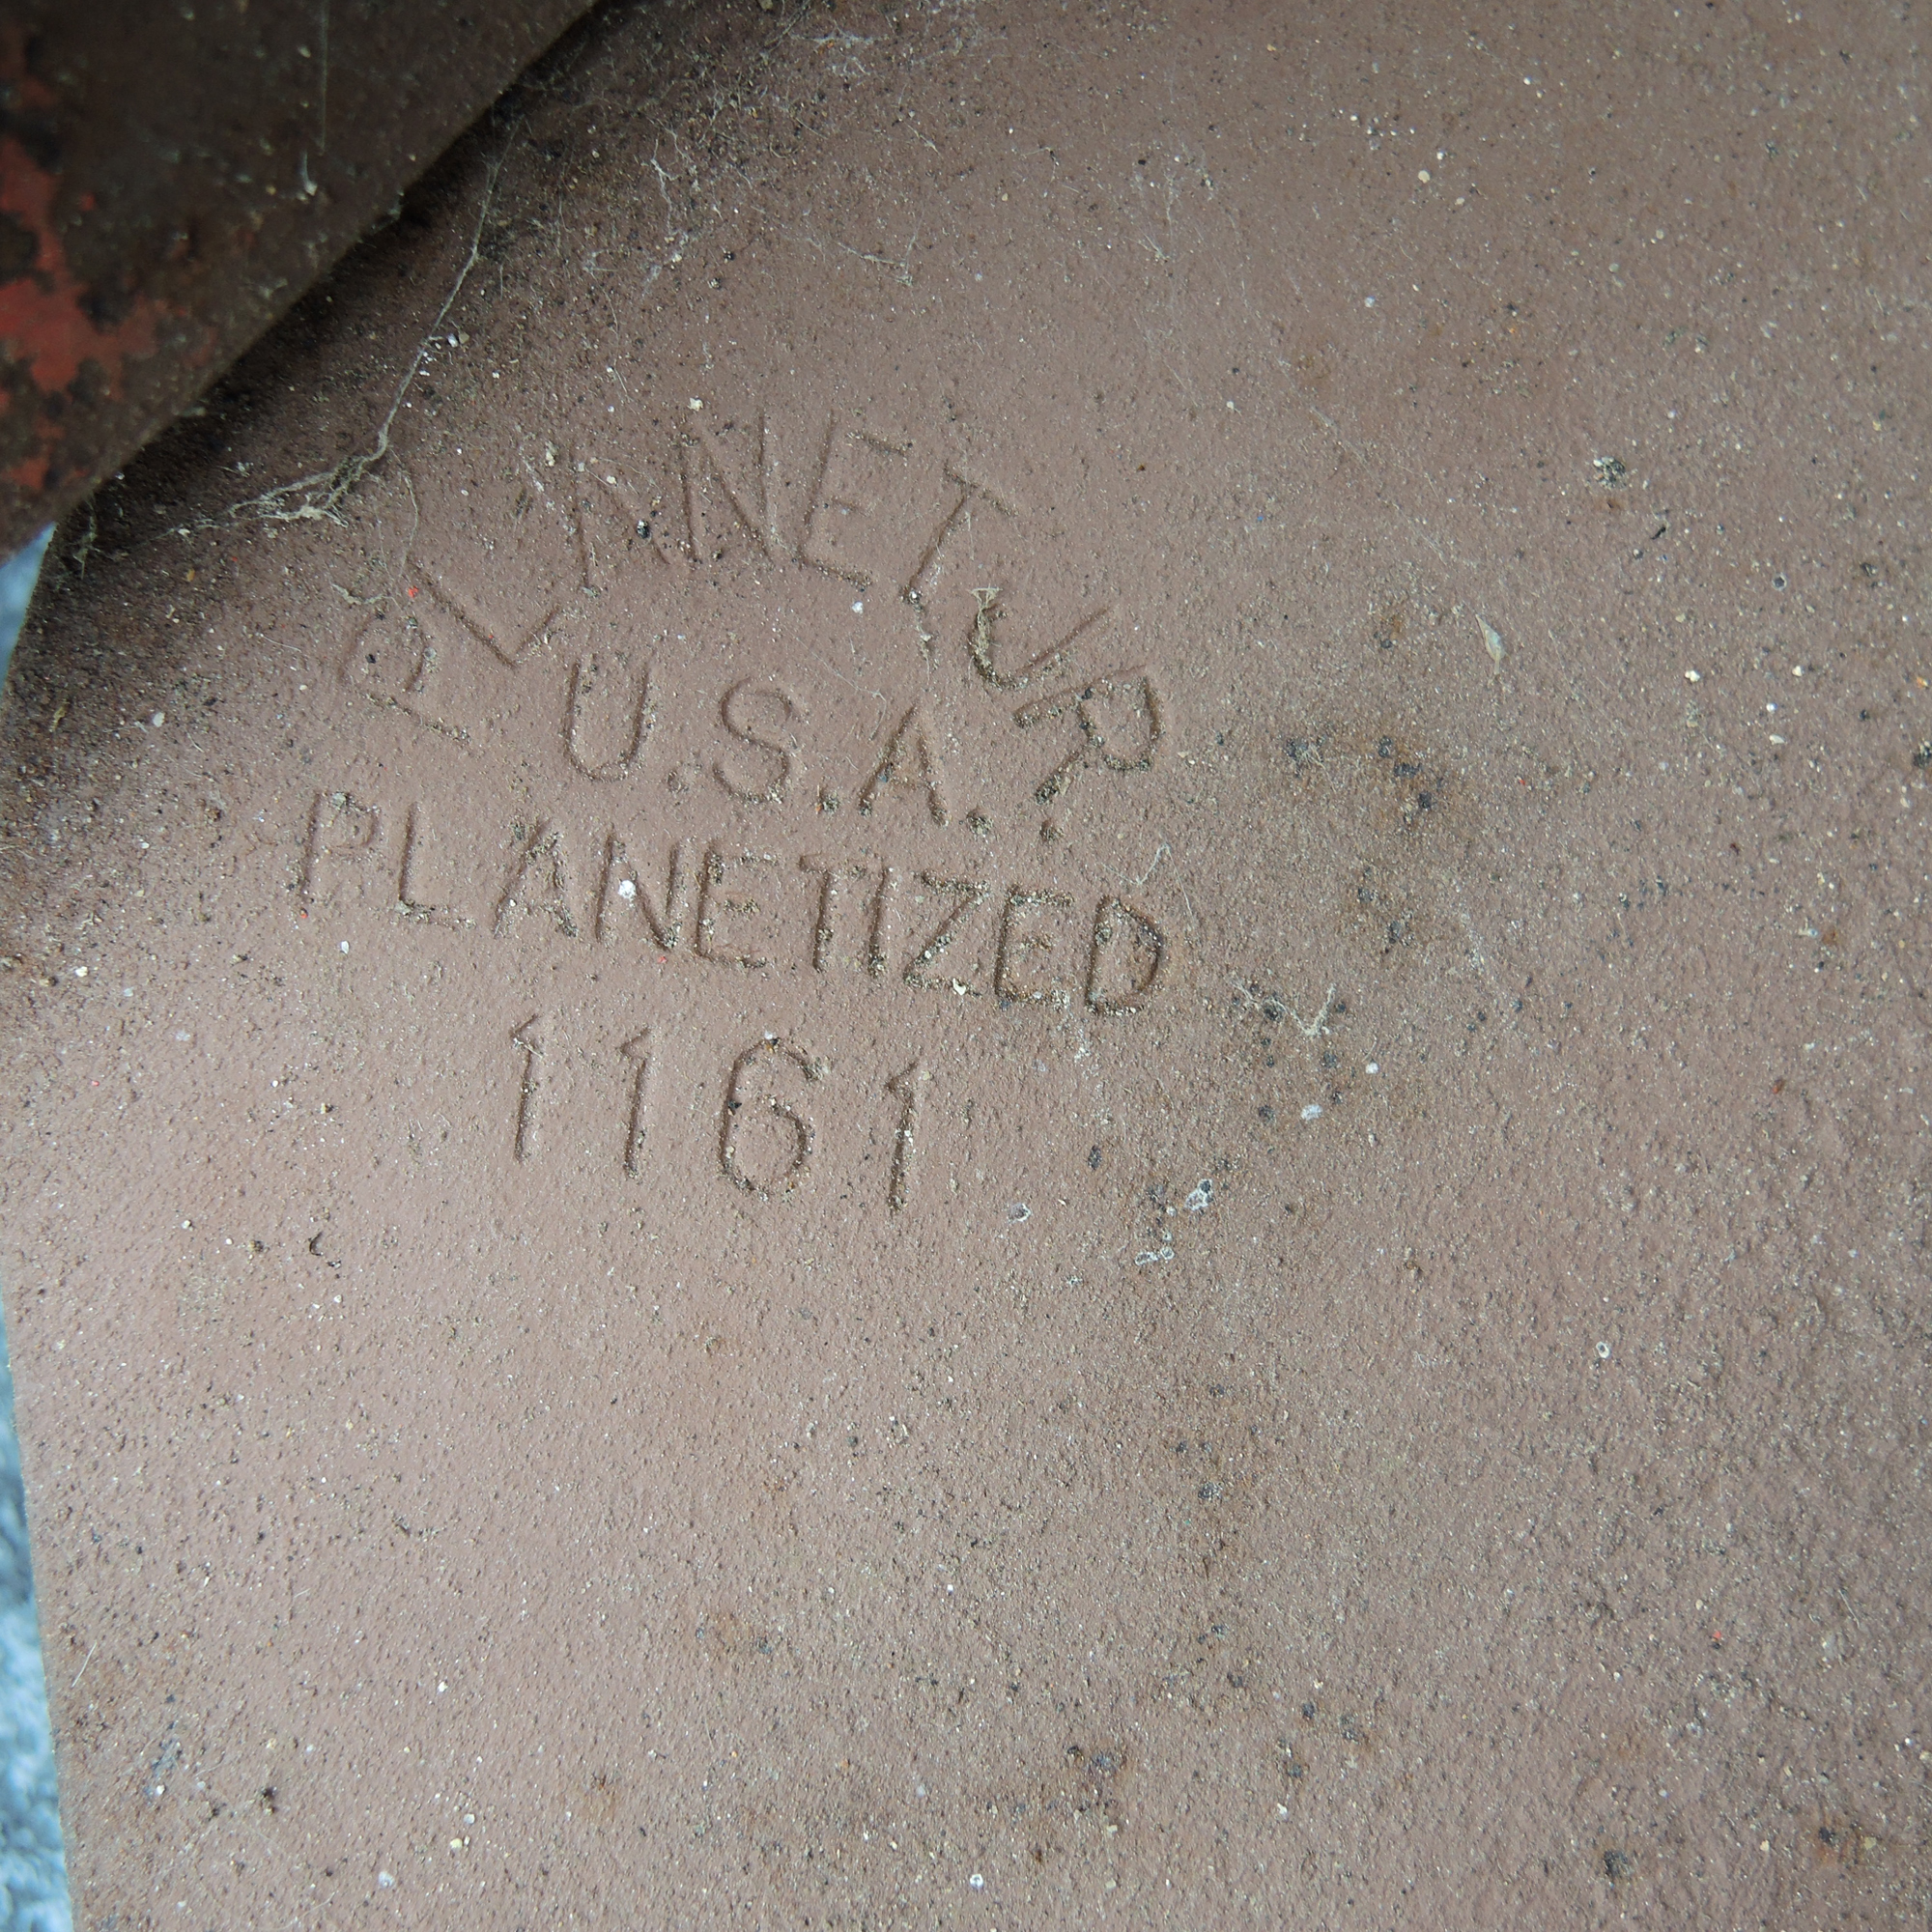 PLANET JR.
U.S.A.
PLANETIZED
1161